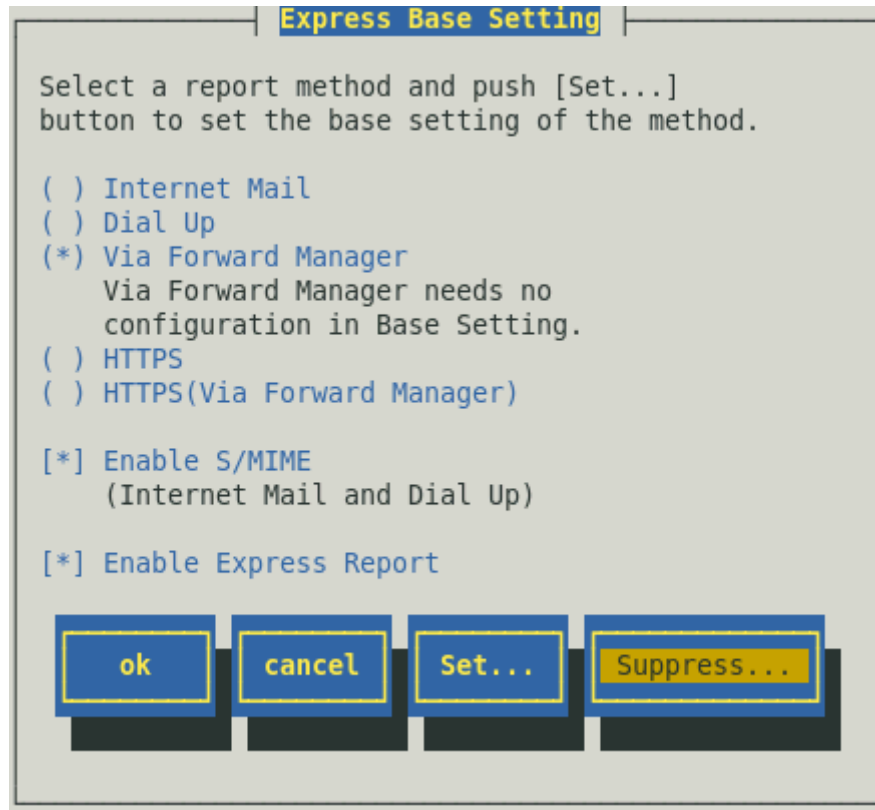 Express Base Setting
Select a report method and push [Set...]
button to set the base setting of the method.
( ) Internet Mail
( ) Dial Up
(*) Via Forward Manager
Via Forward Manager needs no
configuration in Base Setting.
( ) HTTPS
( ) HTTPS(Via Forward Manager)
[*] Enable S/MIME
(Internet Mail and Dial Up)
[*] Enable Express Report
ok cancel Set... Suppress...